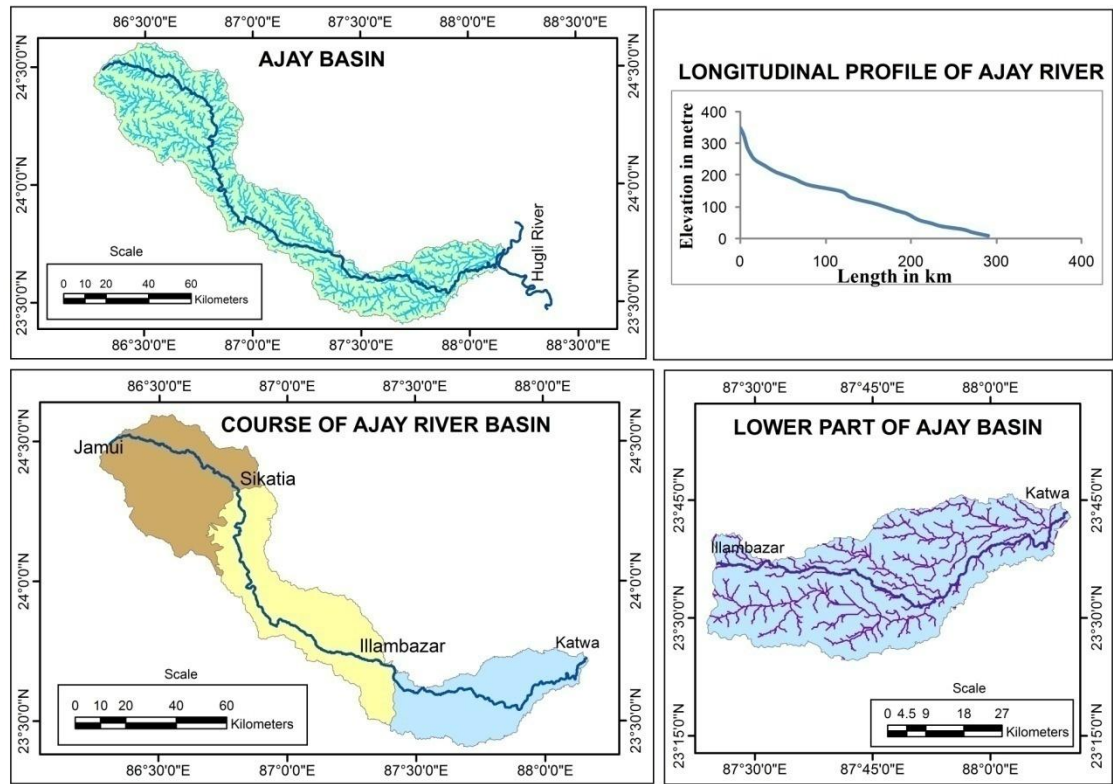 86°30'0"E 87°0'0"E 87°30'0"E 88°0'0"E 88°30'0"E
AJAY BASIN
24°30'0"N
24°0'0"N
23°30'0"N
24°30'0"N
24°0'0"N
23°30'0"N
Hugli River
Scale
0 10 20 40 60
Kilometers
86°30'0"E 87°0'0"E 87°30'0"E 88°0'0"E 88°30'0"E
LONGITUDINAL PROFILE OF AJAY RIVER
Elevation in metre
400
300
200
100
0
0 100 200 300 400
Length in km
86°30'0"E 87°0'0"E 87°30'0"E 88°0'0"E
COURSE OF AJAY RIVER BASIN
24°30'0"N
24°0'0"N
23°30'0"N
24°30'0"N
24°0'0"N
23°30'0"N
Jamui
Sikatia
Illambazar
Katwa
Scale
0 10 20 40 60
Kilometers
86°30'0"E 87°0'0"E 87°30'0"E 88°0'0"E
87°30'0"E 87°45'0"E 88°0'0"E
LOWER PART OF AJAY BASIN
23°45'0"N
23°30'0"N
23°15'0"N
23°45'0"N
23°30'0"N
23°15'0"N
Katwa
Illambazar
Scale
0 4.5 9 18 27
Kilometers
87°30'0"E 87°45'0"E 88°0'0"E